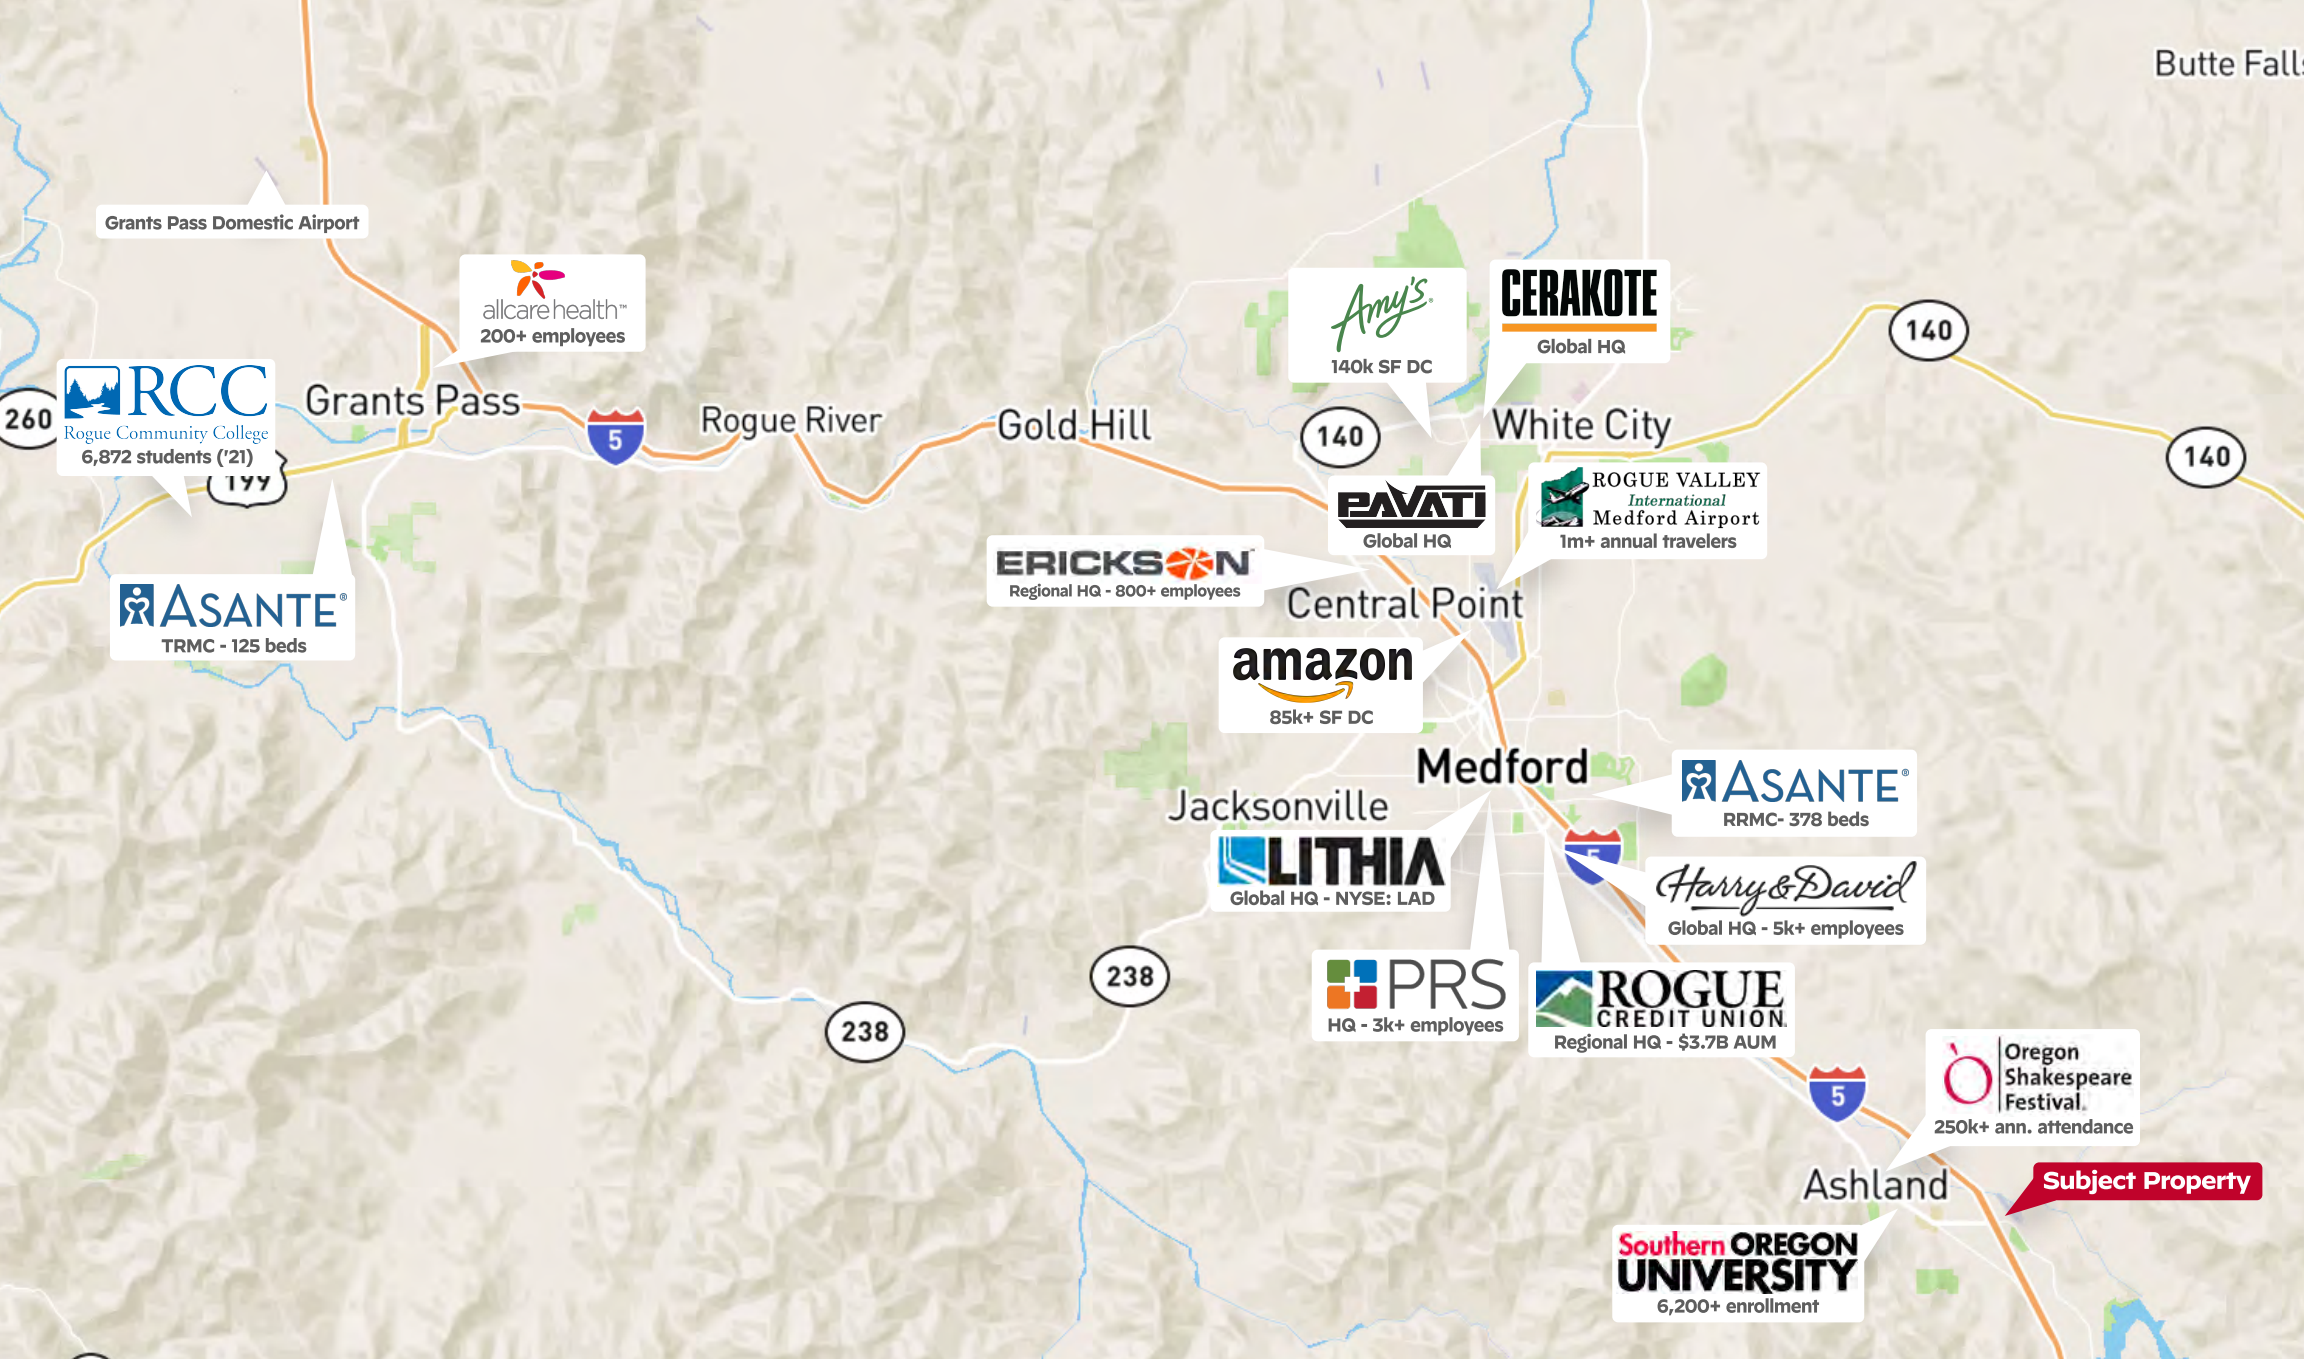 Butte Falls
Grants Pass Domestic Airport
allcare health™
200+ employees
Amy's®
140k SF DC
CERAKOTE
Global HQ
140
260
RCC
Rogue Community College
6,872 students ('21)
199
Grants Pass
5
Rogue River
Gold Hill
140
White City
140
PAVATI
Global HQ
ROGUE VALLEY
International
Medford Airport
1m+ annual travelers
ERICKSON
Regional HQ - 800+ employees
Central Point
ASANTE®
TRMC - 125 beds
amazon
85k+ SF DC
Medford
ASANTE®
RRMC- 378 beds
Jacksonville
LITHIA
Global HQ - NYSE: LAD
5
Harry & David
Global HQ - 5k+ employees
238
PRS
HQ - 3k+ employees
ROGUE
CREDIT UNION
Regional HQ - $3.7B AUM
238
5
Oregon
Shakespeare
Festival.
250k+ ann. attendance
Ashland
Subject Property
Southern OREGON
UNIVERSITY
6,200+ enrollment